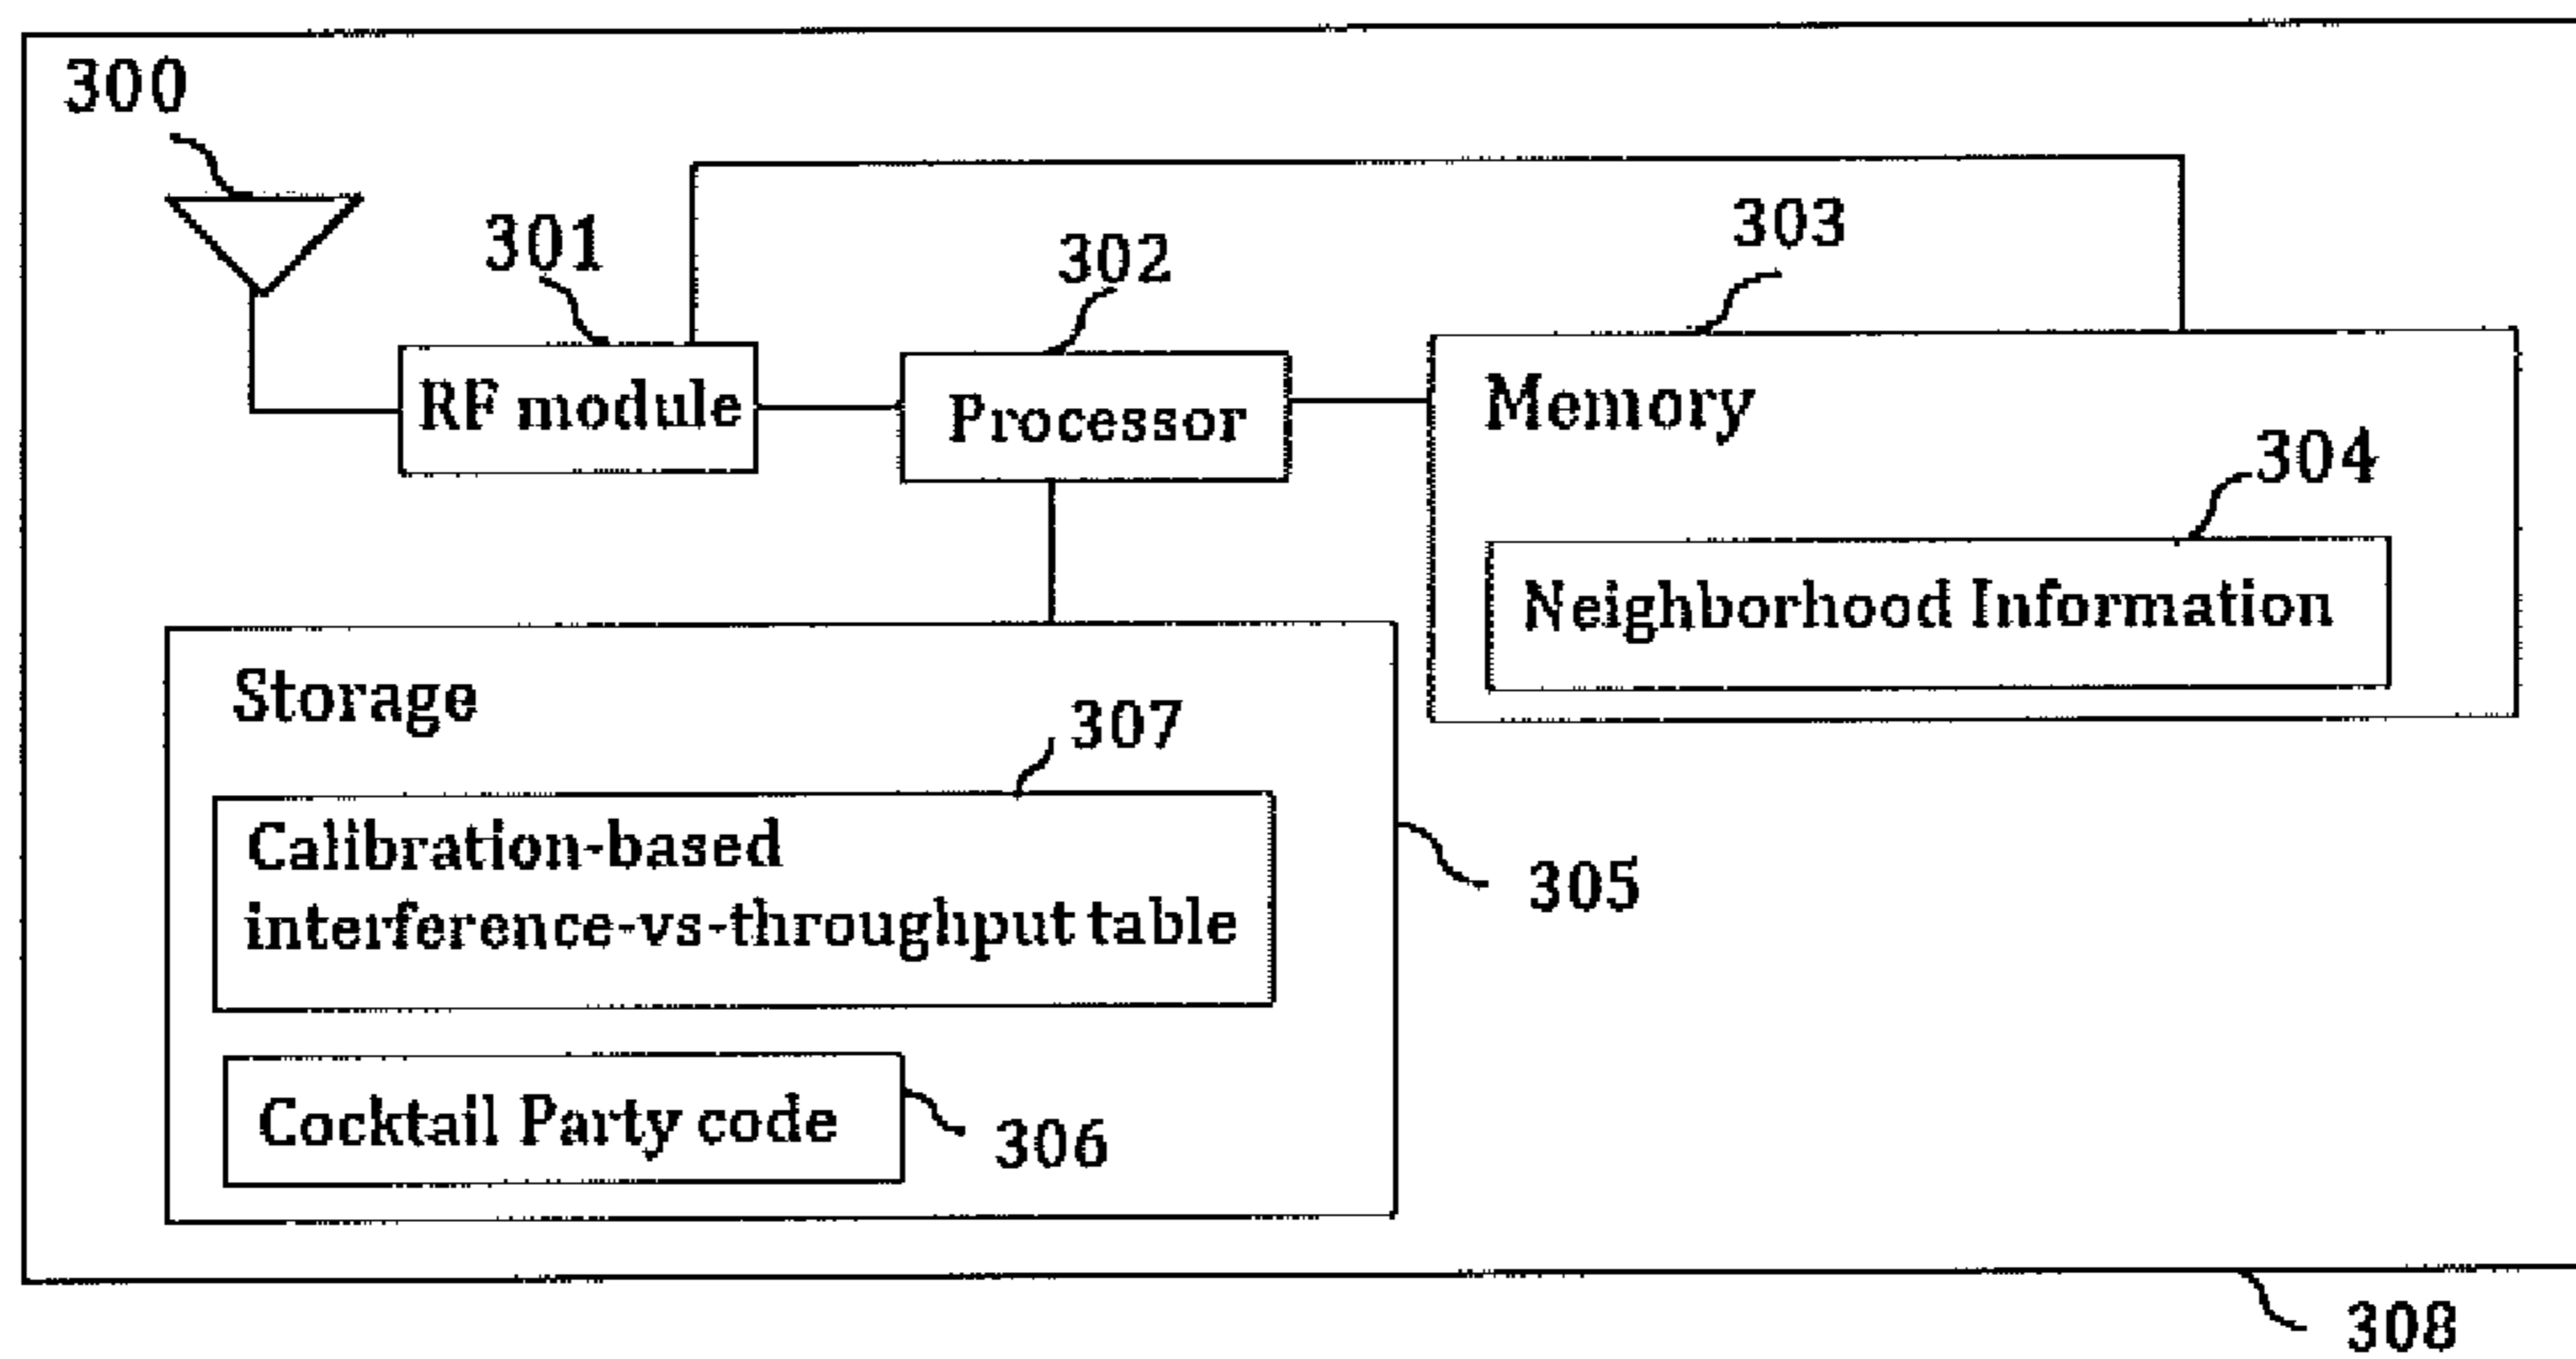 300
301
302
303
RF module
Processor
Memory
304
Neighborhood Information
Storage
307
Calibration-based
interference-vs-throughput table
305
Cocktail Party code
306
308